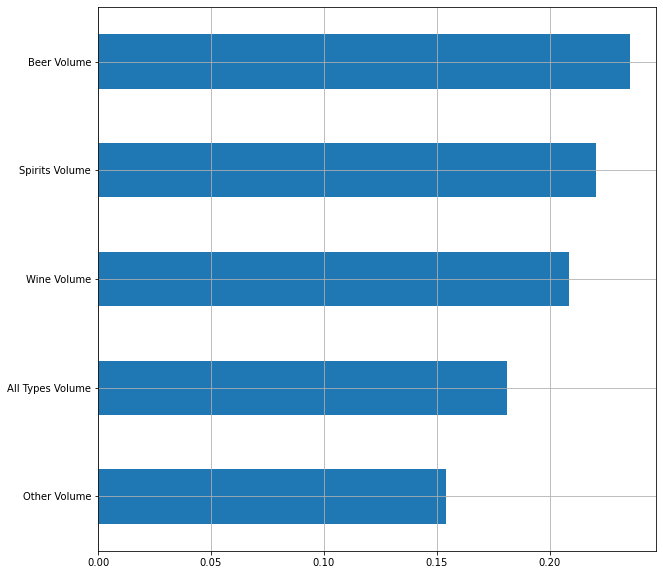 Beer Volume
Spirits Volume
Wine Volume
All Types Volume
Other Volume
0.00 0.05 0.10 0.15 0.20